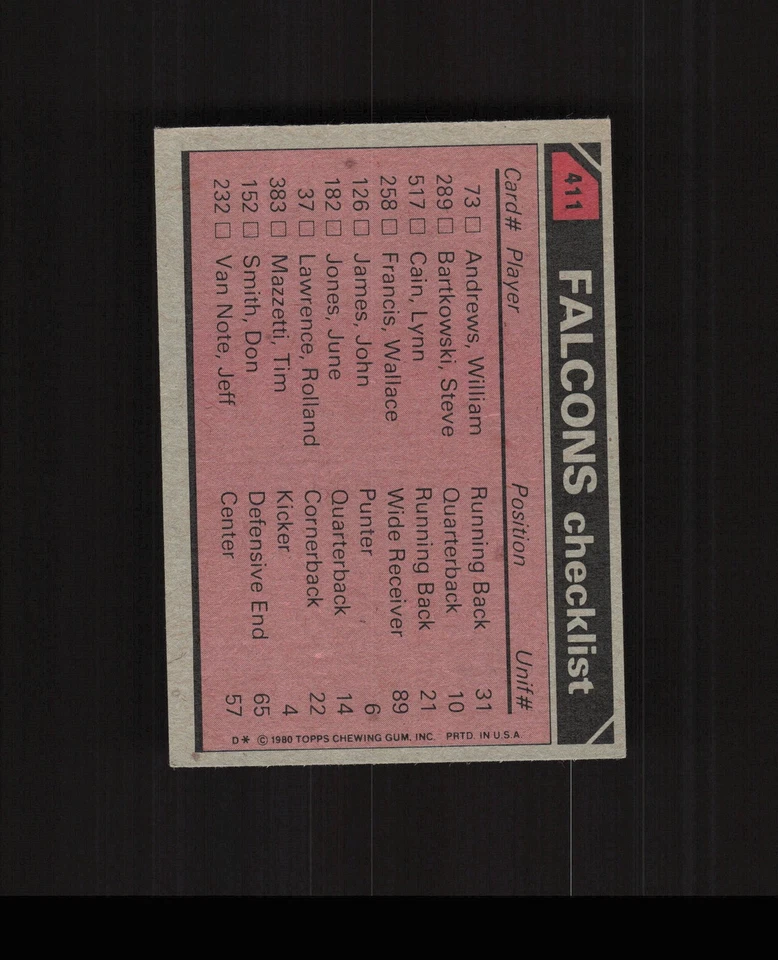 411
FALCONS checklist
Card# Player Position Unif#
73 Andrews, William Running Back 31
289 Bartkowski, Steve Quarterback 10
517 Cain, Lynn Running Back 21
258 Francis, Wallace Wide Receiver 89
126 James, John Punter 6
182 Jones, June Quarterback 14
37 Lawrence, Rolland Cornerback 22
383 Mazzetti, Tim Kicker 4
152 Smith, Don Defensive End 65
232 Van Note, Jeff Center 57
D* © 1980 TOPPS CHEWING GUM, INC. PRTD. IN U.S.A.